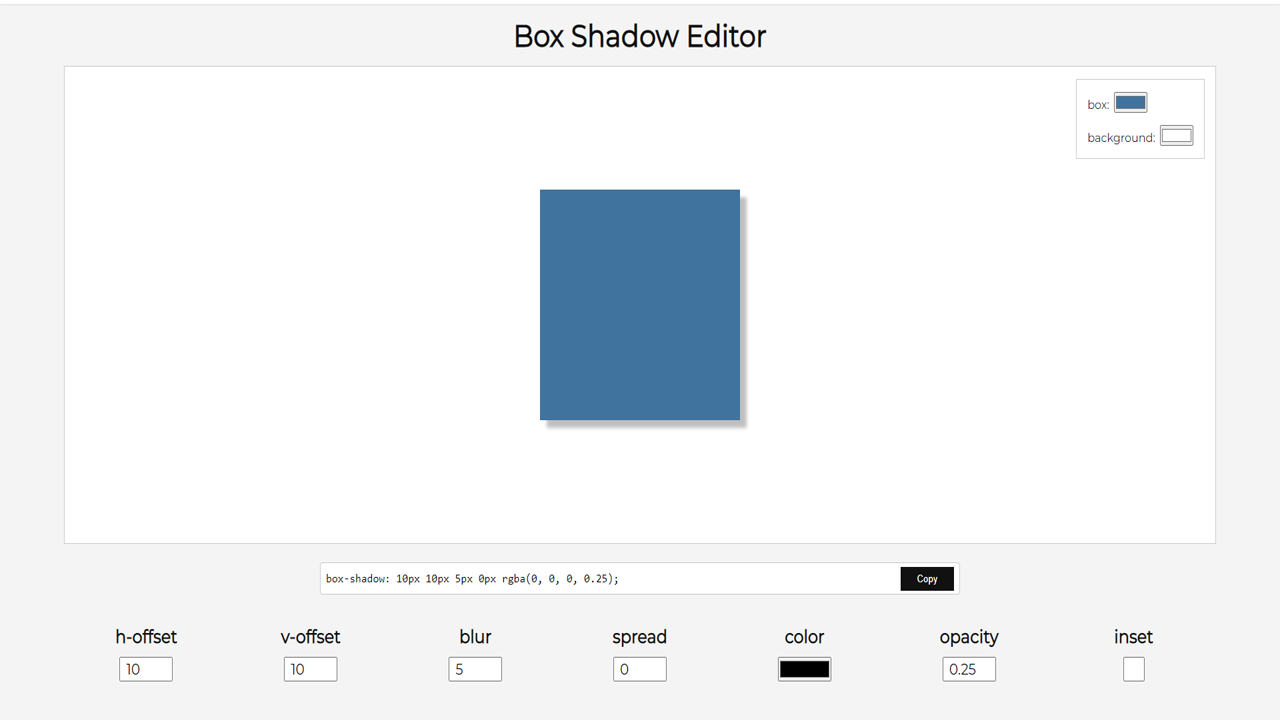 Box Shadow Editor
box:
background:
box-shadow: 10px 10px 5px 0px rgba(0, 0, 0, 0.25);
Copy
h-offset v-offset blur spread color opacity inset
10 10 5 0 0.25